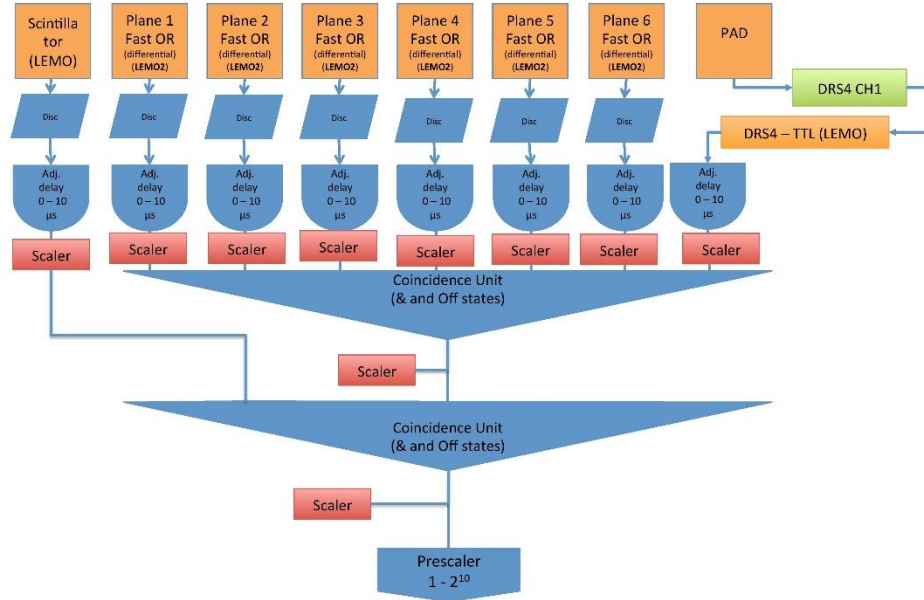 Scintilla
tor
(LEMO)
Plane 1
Fast OR
(differential)
(LEMO2)
Plane 2
Fast OR
(differential)
(LEMO2)
Plane 3
Fast OR
(differential)
(LEMO2)
Plane 4
Fast OR
(differential)
(LEMO2)
Plane 5
Fast OR
(differential)
(LEMO2)
Plane 6
Fast OR
(differential)
(LEMO2)
PAD
DRS4 CH1
DRS4 – TTL (LEMO)
Disc
Disc
Disc
Disc
Disc
Disc
Disc
Adj.
delay
0 – 10
μs
Adj.
delay
0 – 10
μs
Adj.
delay
0 – 10
μs
Adj.
delay
0 – 10
μs
Adj.
delay
0 – 10
μs
Adj.
delay
0 – 10
μs
Adj.
delay
0 – 10
μs
Adj.
delay
0 – 10
μs
Scaler
Scaler
Scaler
Scaler
Scaler
Scaler
Scaler
Scaler
Coincidence Unit
(& and Off states)
Scaler
Coincidence Unit
(& and Off states)
Scaler
Prescaler
1 - 2¹⁰